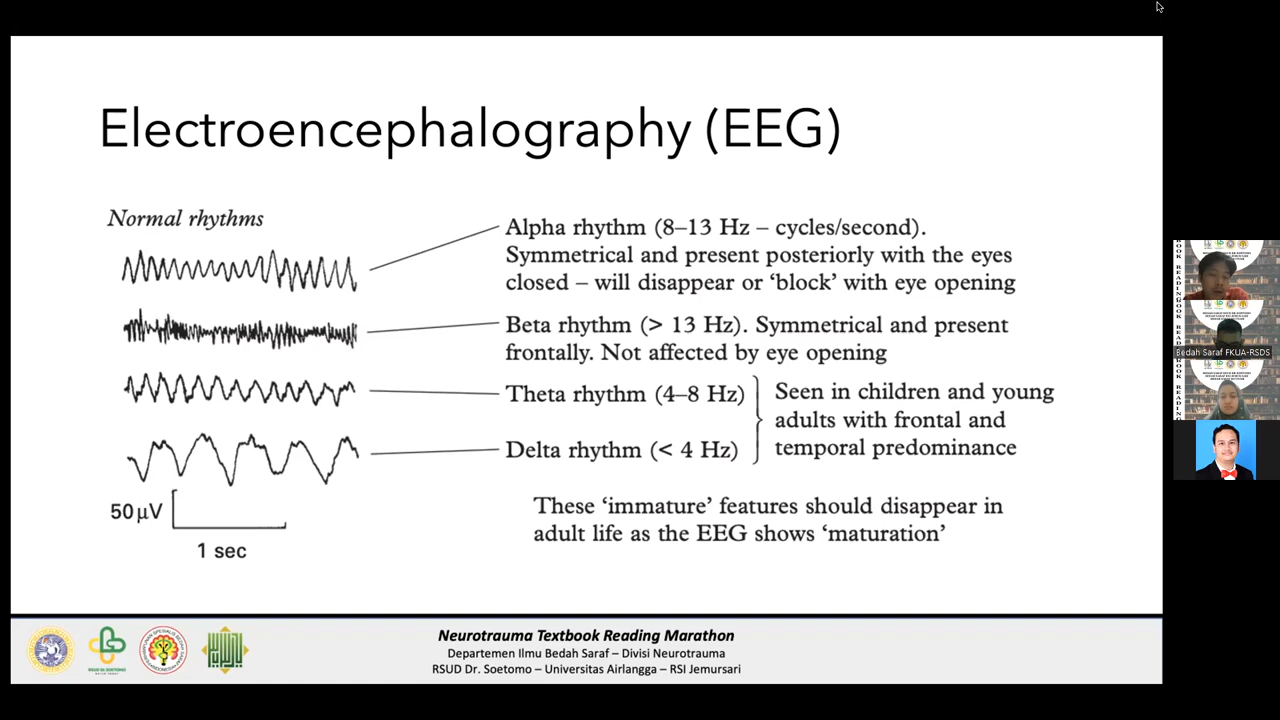 Electroencephalography (EEG)
Normal rhythms
Alpha rhythm (8–13 Hz – cycles/second).
Symmetrical and present posteriorly with the eyes
closed – will disappear or ‘block’ with eye opening
Beta rhythm (> 13 Hz). Symmetrical and present
frontally. Not affected by eye opening
Theta rhythm (4–8 Hz)
Delta rhythm (< 4 Hz)
Seen in children and young
adults with frontal and
temporal predominance
50 µV
1 sec
These ‘immature’ features should disappear in
adult life as the EEG shows ‘maturation’
Neurotrauma Textbook Reading Marathon
Departemen Ilmu Bedah Saraf – Divisi Neurotrauma
RSUD Dr. Soetomo – Universitas Airlangga – RSI Jemursari
RSUD Dr. SOETOMO
Bedah Saraf FKUA-RSDS